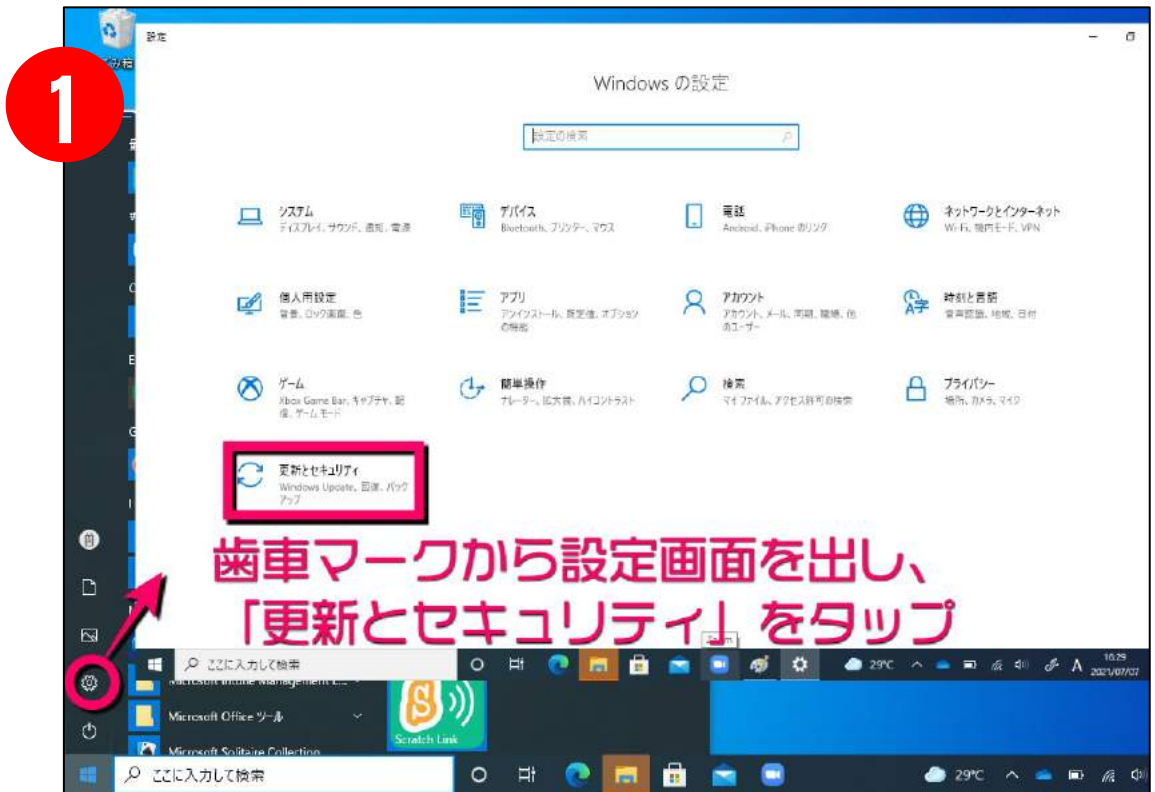 1
設定
Windows の設定
設定の検索
システム
ディスプレイ、サウンド、通知、電源
デバイス
Bluetooth、プリンター、マウス
電話
Android、iPhone のリンク
ネットワークとインターネット
Wi-Fi、機内モード、VPN
個人用設定
背景、ロック画面、色
アプリ
アンインストール、既定値、オプション
の機能
アカウント
アカウント、メール、同期、職場、他
のユーザー
時刻と言語
音声認識、地域、日付
ゲーム
Xbox Game Bar、キャプチャ、配
信、ゲーム モード
簡単操作
ナレーター、拡大鏡、ハイコントラスト
検索
マイ ファイル、アクセス許可の検索
プライバシー
場所、カメラ、マイク
更新とセキュリティ
Windows Update、回復、バック
アップ
歯車マークから設定画面を出し、
「更新とセキュリティ」をタップ
ここに入力して検索
29℃
A
16:29
2021/07/07
Microsoft Intune Management E...
Microsoft Office ツール
Microsoft Solitaire Collection
Scratch Link
ここに入力して検索
29℃